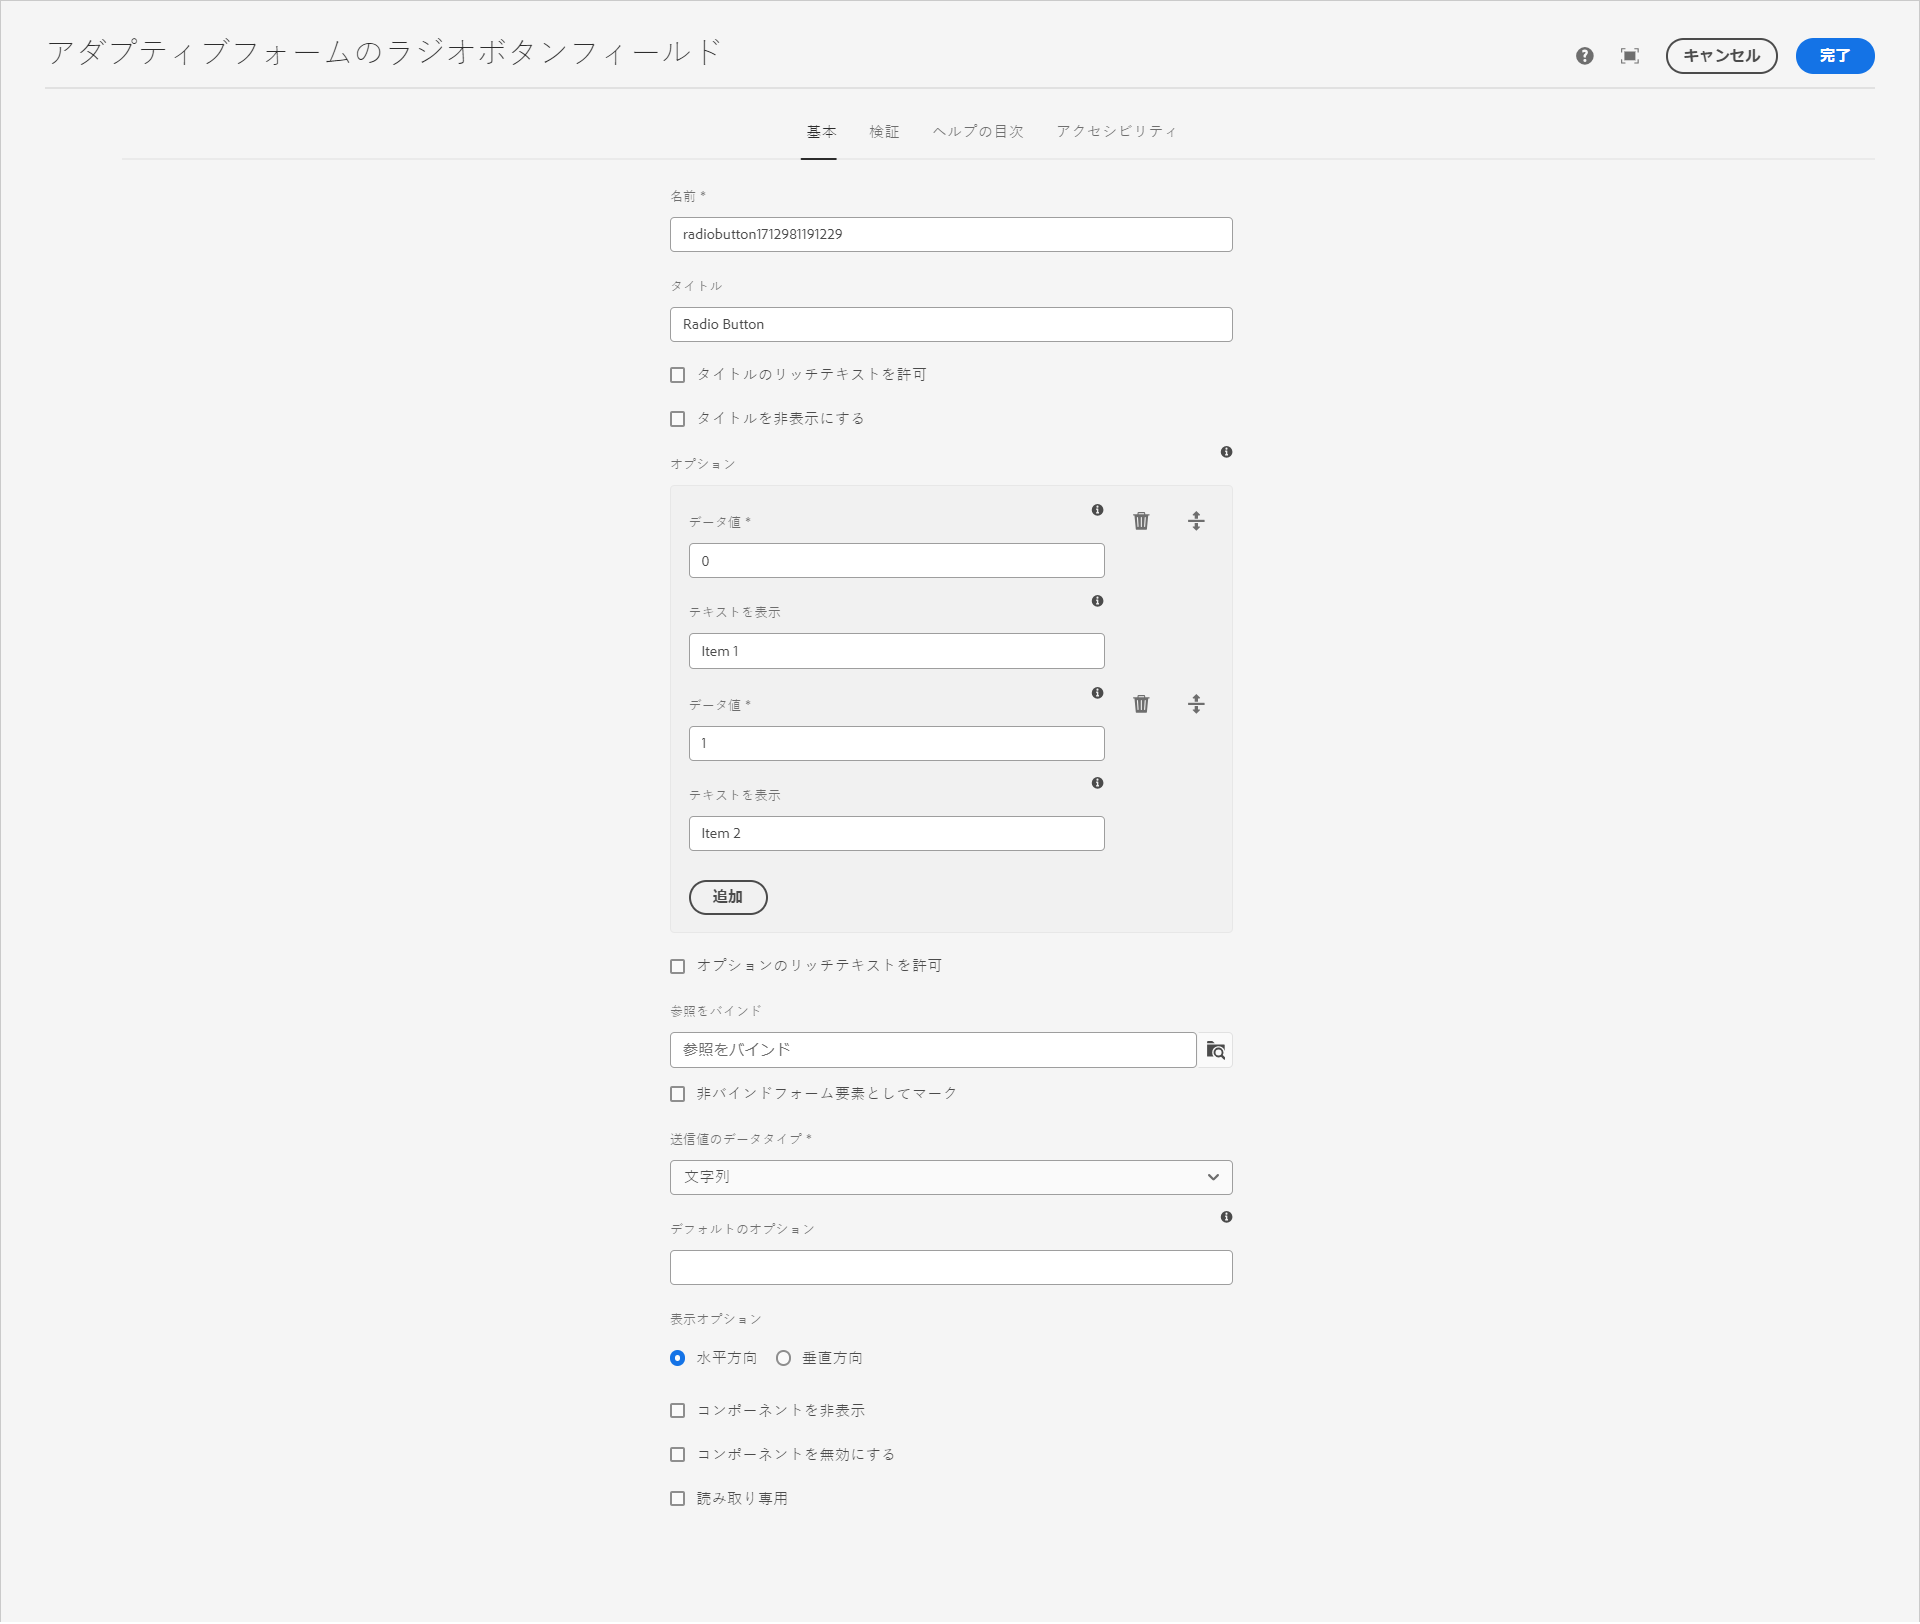 アダプティブフォームのラジオボタンフィールド
キャンセル
完了
基本 検証 ヘルプの目次 アクセシビリティ
名前 *
radiobutton1712981191229
タイトル
Radio Button
タイトルのリッチテキストを許可
タイトルを非表示にする
オプション
データ値 *
0
テキストを表示
Item 1
データ値 *
1
テキストを表示
Item 2
追加
オプションのリッチテキストを許可
参照をバインド
参照をバインド
非バインドフォーム要素としてマーク
送信値のデータタイプ *
文字列
デフォルトのオプション
表示オプション
水平方向 垂直方向
コンポーネントを非表示
コンポーネントを無効にする
読み取り専用